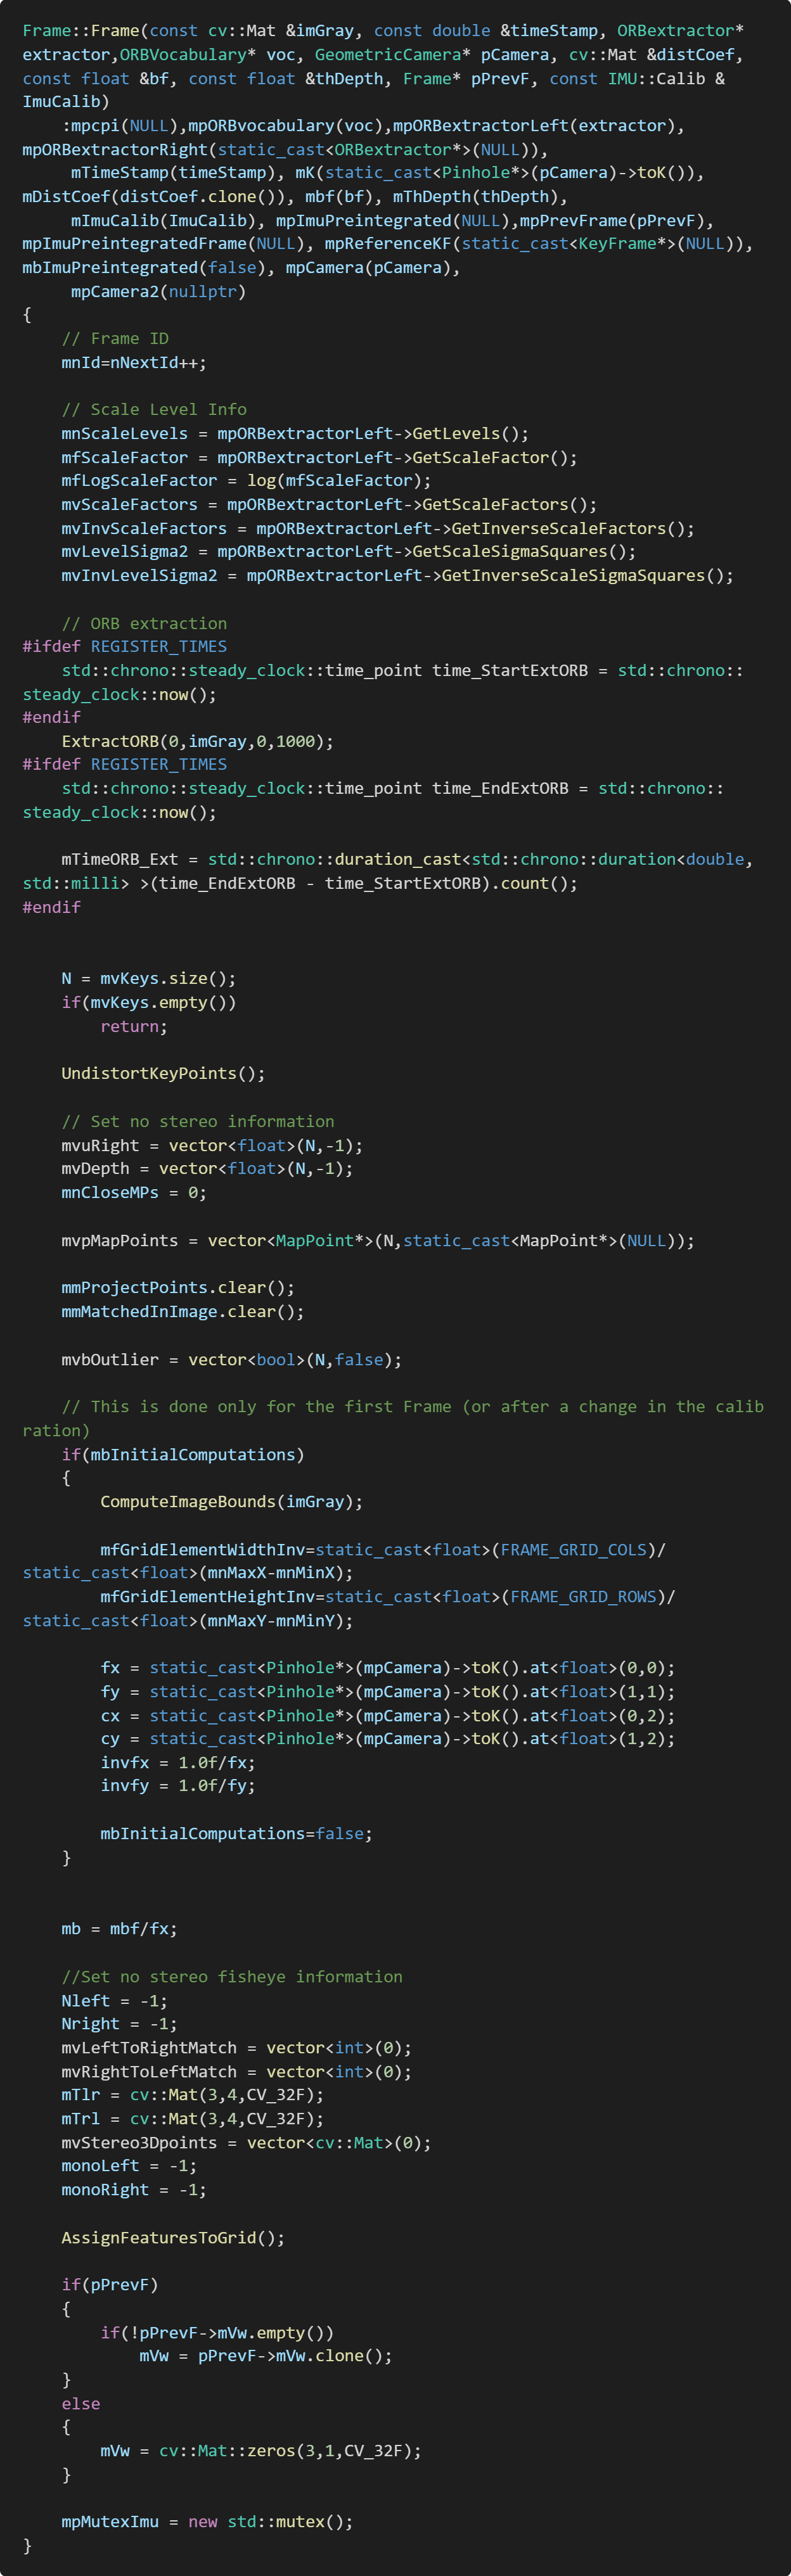 Frame::Frame(const cv::Mat &imGray, const double &timeStamp, ORBextractor*
extractor,ORBVocabulary* voc, GeometricCamera* pCamera, cv::Mat &distCoef,
const float &bf, const float &thDepth, Frame* pPrevF, const IMU::Calib &
ImuCalib)
    :mpcpi(NULL),mpORBvocabulary(voc),mpORBextractorLeft(extractor),
mpORBextractorRight(static_cast<ORBextractor*>(NULL)),
     mTimeStamp(timeStamp), mK(static_cast<Pinhole*>(pCamera)->toK()),
mDistCoef(distCoef.clone()), mbf(bf), mThDepth(thDepth),
     mImuCalib(ImuCalib), mpImuPreintegrated(NULL),mpPrevFrame(pPrevF),
mpImuPreintegratedFrame(NULL), mpReferenceKF(static_cast<KeyFrame*>(NULL)),
mbImuPreintegrated(false), mpCamera(pCamera),
     mpCamera2(nullptr)
{
    // Frame ID
    mnId=nNextId++;

    // Scale Level Info
    mnScaleLevels = mpORBextractorLeft->GetLevels();
    mfScaleFactor = mpORBextractorLeft->GetScaleFactor();
    mfLogScaleFactor = log(mfScaleFactor);
    mvScaleFactors = mpORBextractorLeft->GetScaleFactors();
    mvInvScaleFactors = mpORBextractorLeft->GetInverseScaleFactors();
    mvLevelSigma2 = mpORBextractorLeft->GetScaleSigmaSquares();
    mvInvLevelSigma2 = mpORBextractorLeft->GetInverseScaleSigmaSquares();

    // ORB extraction
#ifdef REGISTER_TIMES
    std::chrono::steady_clock::time_point time_StartExtORB = std::chrono::
steady_clock::now();
#endif
    ExtractORB(0,imGray,0,1000);
#ifdef REGISTER_TIMES
    std::chrono::steady_clock::time_point time_EndExtORB = std::chrono::
steady_clock::now();

    mTimeORB_Ext = std::chrono::duration_cast<std::chrono::duration<double,
std::milli> >(time_EndExtORB - time_StartExtORB).count();
#endif


    N = mvKeys.size();
    if(mvKeys.empty())
        return;

    UndistortKeyPoints();

    // Set no stereo information
    mvuRight = vector<float>(N,-1);
    mvDepth = vector<float>(N,-1);
    mnCloseMPs = 0;

    mvpMapPoints = vector<MapPoint*>(N,static_cast<MapPoint*>(NULL));

    mmProjectPoints.clear();
    mmMatchedInImage.clear();

    mvbOutlier = vector<bool>(N,false);

    // This is done only for the first Frame (or after a change in the calib
ration)
    if(mbInitialComputations)
    {
        ComputeImageBounds(imGray);

        mfGridElementWidthInv=static_cast<float>(FRAME_GRID_COLS)/
static_cast<float>(mnMaxX-mnMinX);
        mfGridElementHeightInv=static_cast<float>(FRAME_GRID_ROWS)/
static_cast<float>(mnMaxY-mnMinY);

        fx = static_cast<Pinhole*>(mpCamera)->toK().at<float>(0,0);
        fy = static_cast<Pinhole*>(mpCamera)->toK().at<float>(1,1);
        cx = static_cast<Pinhole*>(mpCamera)->toK().at<float>(0,2);
        cy = static_cast<Pinhole*>(mpCamera)->toK().at<float>(1,2);
        invfx = 1.0f/fx;
        invfy = 1.0f/fy;

        mbInitialComputations=false;
    }


    mb = mbf/fx;

    //Set no stereo fisheye information
    Nleft = -1;
    Nright = -1;
    mvLeftToRightMatch = vector<int>(0);
    mvRightToLeftMatch = vector<int>(0);
    mTlr = cv::Mat(3,4,CV_32F);
    mTrl = cv::Mat(3,4,CV_32F);
    mvStereo3Dpoints = vector<cv::Mat>(0);
    monoLeft = -1;
    monoRight = -1;

    AssignFeaturesToGrid();

    if(pPrevF)
    {
        if(!pPrevF->mVw.empty())
            mVw = pPrevF->mVw.clone();
    }
    else
    {
        mVw = cv::Mat::zeros(3,1,CV_32F);
    }

    mpMutexImu = new std::mutex();
}